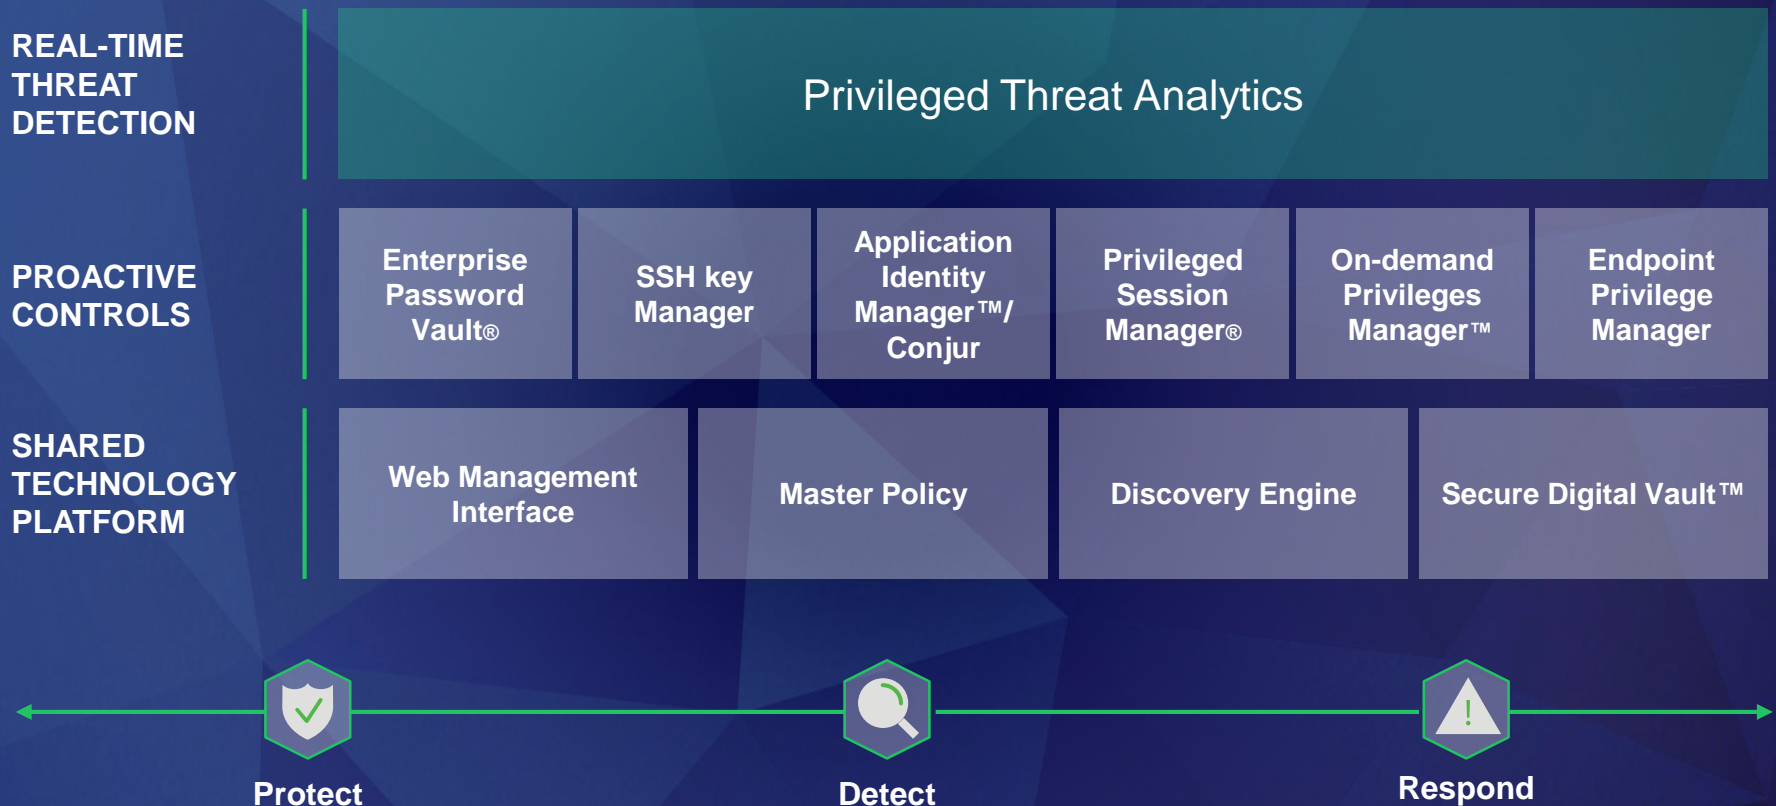 REAL-TIME
THREAT
DETECTION
Privileged Threat Analytics
PROACTIVE
CONTROLS
Enterprise
Password
Vault®
SSH key
Manager
Application
Identity
Manager™/
Conjur
Privileged
Session
Manager®
On-demand
Privileges
Manager™
Endpoint
Privilege
Manager
SHARED
TECHNOLOGY
PLATFORM
Web Management
Interface
Master Policy
Discovery Engine
Secure Digital Vault™
!
Protect
Detect
Respond